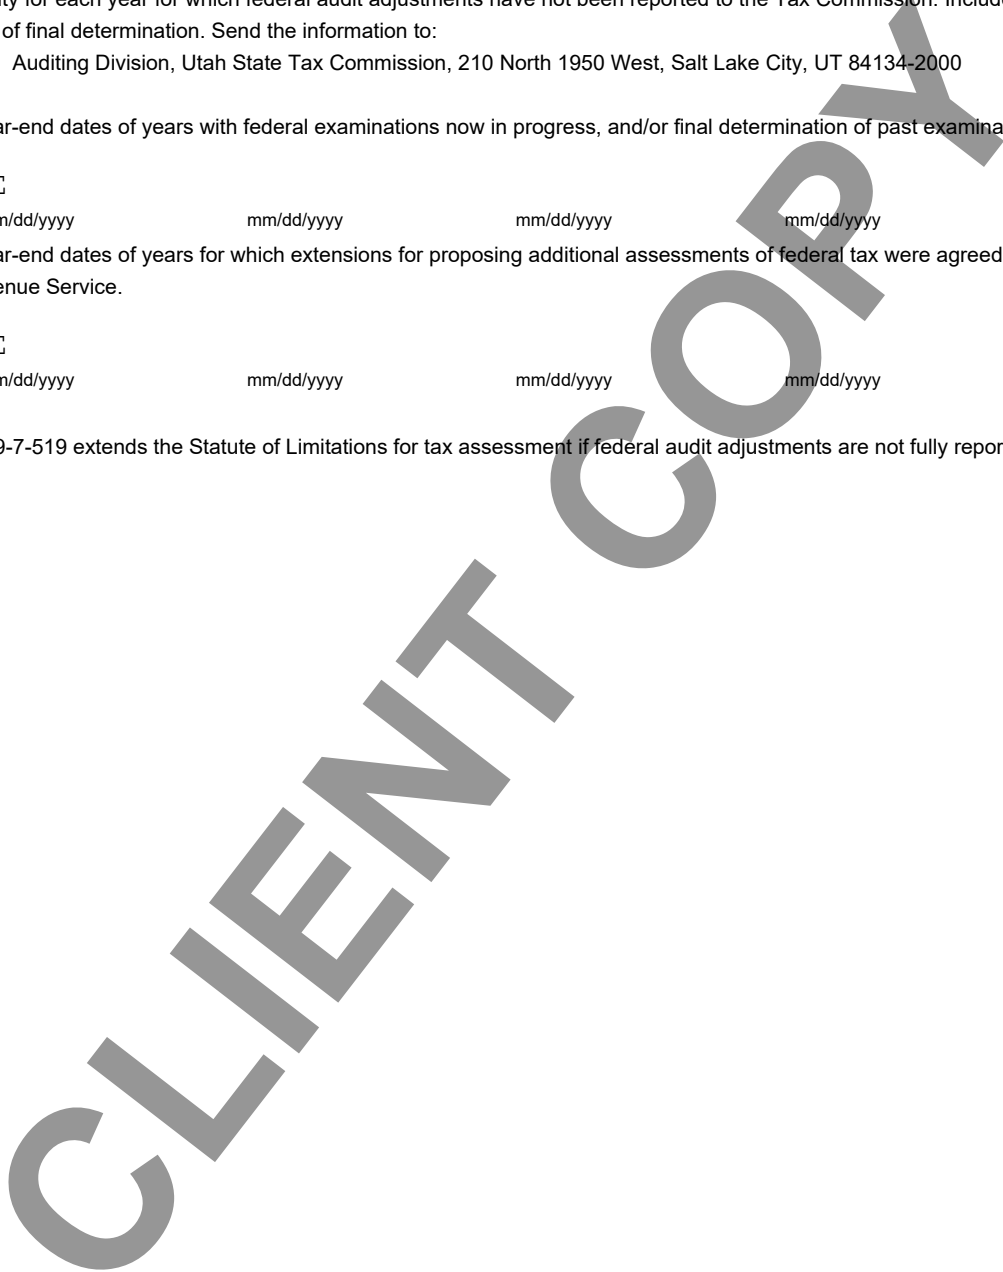 for each year for which federal audit adjustments have not been reported to the Tax Commission. Include
of final determination. Send the information to:
Auditing Division, Utah State Tax Commission, 210 North 1950 West, Salt Lake City, UT 84134-2000
ar-end dates of years with federal examinations now in progress, and/or final determination of past examina
m/dd/yyyy mm/dd/yyyy mm/dd/yyyy mm/dd/yyyy
ar-end dates of years for which extensions for proposing additional assessments of federal tax were agreed
enue Service.
m/dd/yyyy mm/dd/yyyy mm/dd/yyyy mm/dd/yyyy
9-7-519 extends the Statute of Limitations for tax assessment if federal audit adjustments are not fully repor
CLIENT COPY